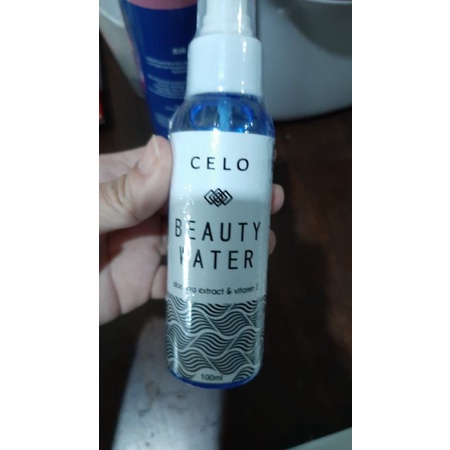 CELO
BEAUTY
WATER
extract & vitamin E
100ml